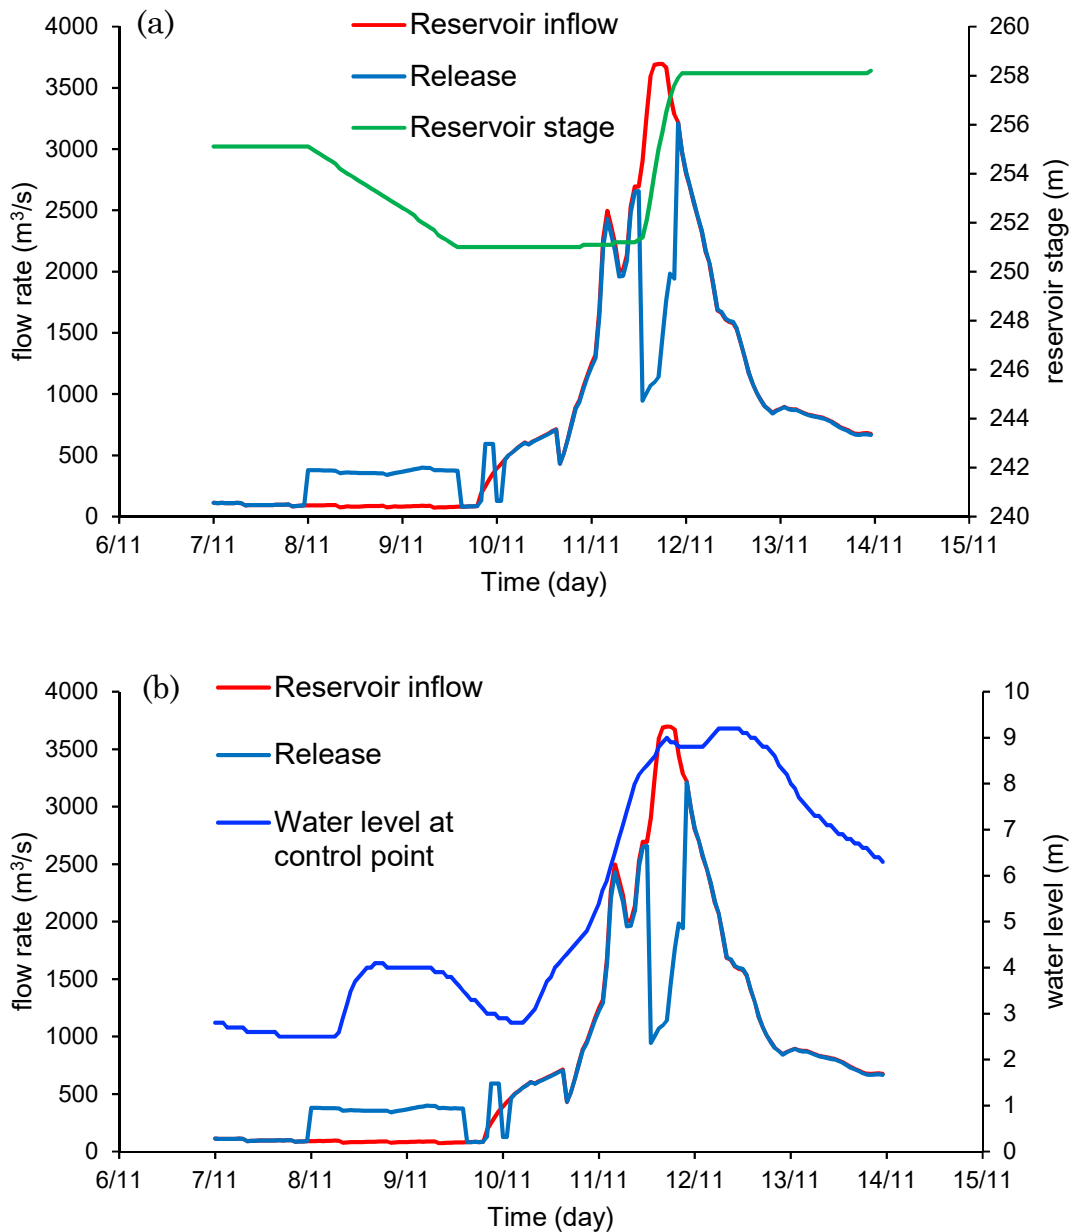 (a)
Reservoir inflow
Release
Reservoir stage
flow rate (m³/s)
4000
3500
3000
2500
2000
1500
1000
500
0
260
258
256
254
252
250
248
246
244
242
240
reservoir stage (m)
6/11 7/11 8/11 9/11 10/11 11/11 12/11 13/11 14/11 15/11
Time (day)
(b)
Reservoir inflow
Release
Water level at
control point
flow rate (m³/s)
4000
3500
3000
2500
2000
1500
1000
500
0
10
9
8
7
6
5
4
3
2
1
0
water level (m)
6/11 7/11 8/11 9/11 10/11 11/11 12/11 13/11 14/11 15/11
Time (day)